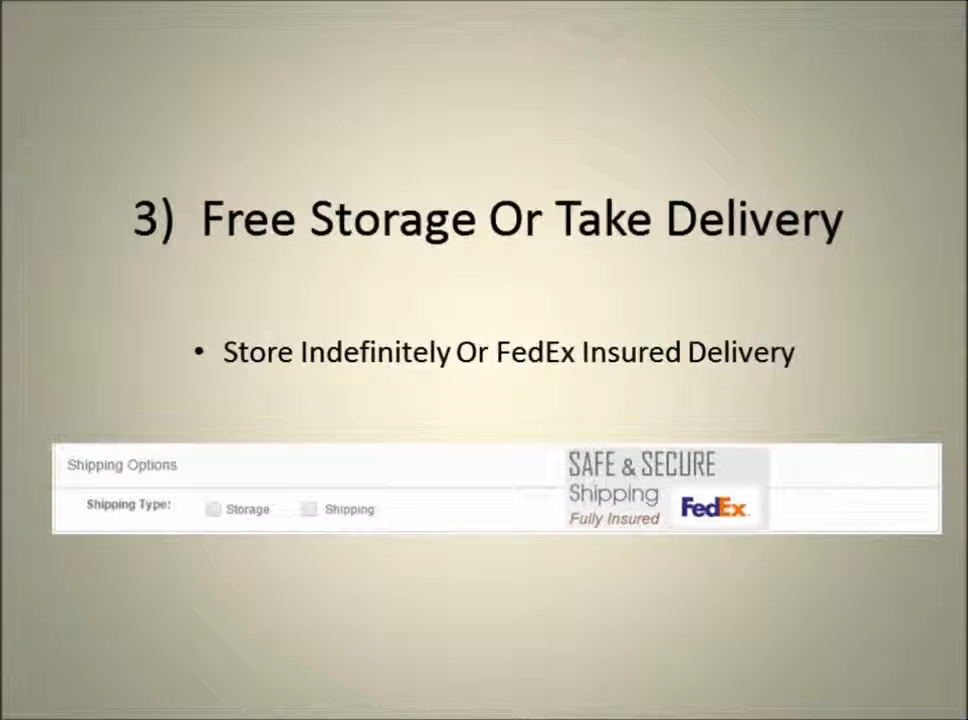 3) Free Storage Or Take Delivery
• Store Indefinitely Or FedEx Insured Delivery
Shipping Options
Shipping Type: Storage Shipping
SAFE & SECURE
Shipping
Fully Insured FedEx.